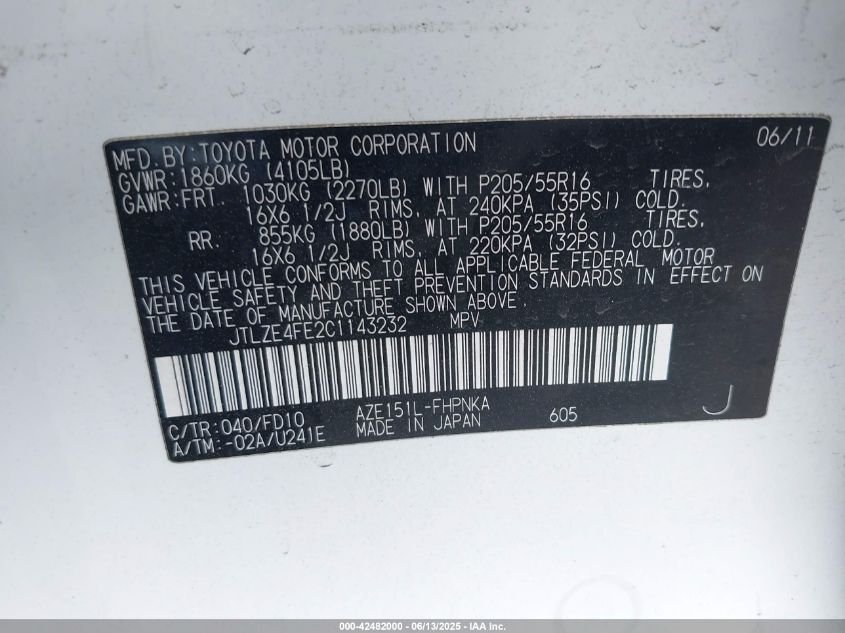 MFD.BY:TOYOTA MOTOR CORPORATION 06/11
GVWR:1860KG (4105LB)
GAWR:FRT. 1030KG (2270LB) WITH P205/55R16 TIRES,
16X6 1/2J RIMS, AT 240KPA (35PSI) COLD.
RR. 855KG (1880LB) WITH P205/55R16 TIRES,
16X6 1/2J RIMS, AT 220KPA (32PSI) COLD.
THIS VEHICLE CONFORMS TO ALL APPLICABLE FEDERAL MOTOR
VEHICLE SAFETY AND THEFT PREVENTION STANDARDS IN EFFECT ON
THE DATE OF MANUFACTURE SHOWN ABOVE.
JTLZE4FE2C1143232 MPV
C/TR:040/FD10 AZE151L-FHPNKA 605 J
A/TM:-02A/U241E MADE IN JAPAN
000-42482000 - 06/13/2025 - IAA Inc.